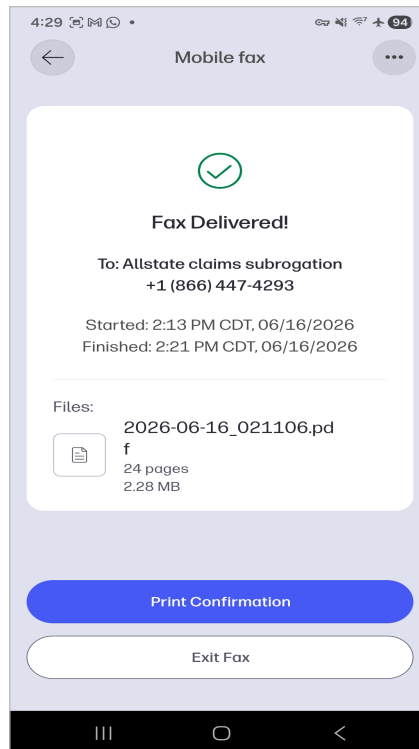 4:29
94
Mobile fax
Fax Delivered!
To: Allstate claims subrogation
+1 (866) 447-4293
Started: 2:13 PM CDT, 06/16/2026
Finished: 2:21 PM CDT, 06/16/2026
Files:
2026-06-16_021106.pd
f
24 pages
2.28 MB
Print Confirmation
Exit Fax